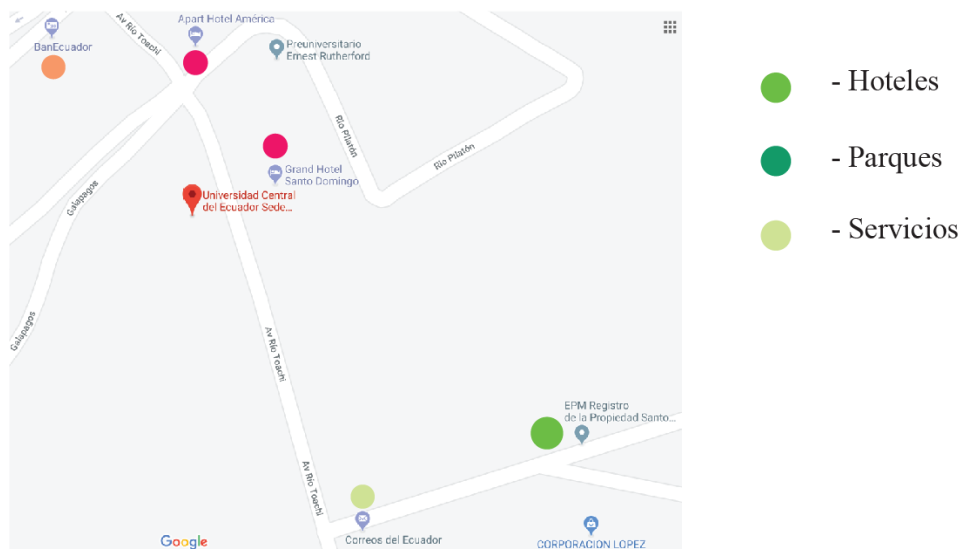 Av Río Toachi
Apart Hotel América
BanEcuador
Preuniversitario
Ernest Rutherford
Río Pilatón
Río Pilatón
Grand Hotel
Santo Domingo
Galapagos
Universidad Central
del Ecuador Sede...
Galapagos
Av Río Toachi
EPM Registro
de la Propiedad Santo...
Av Río Toachi
Google
Correos del Ecuador
CORPORACION LOPEZ
- Hoteles
- Parques
- Servicios